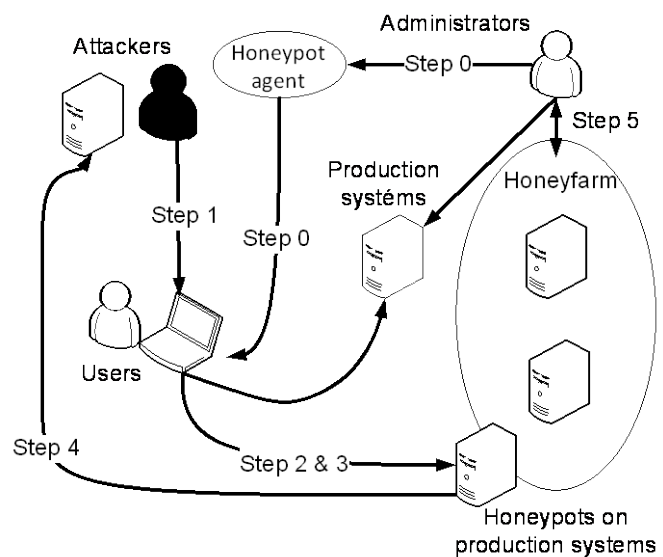 Administrators
Attackers
Honeypot
agent
Step 0
Step 5
Production
systéms
Honeyfarm
Step 1
Step 0
Users
Step 4
Step 2 & 3
Honeypots on
production systems